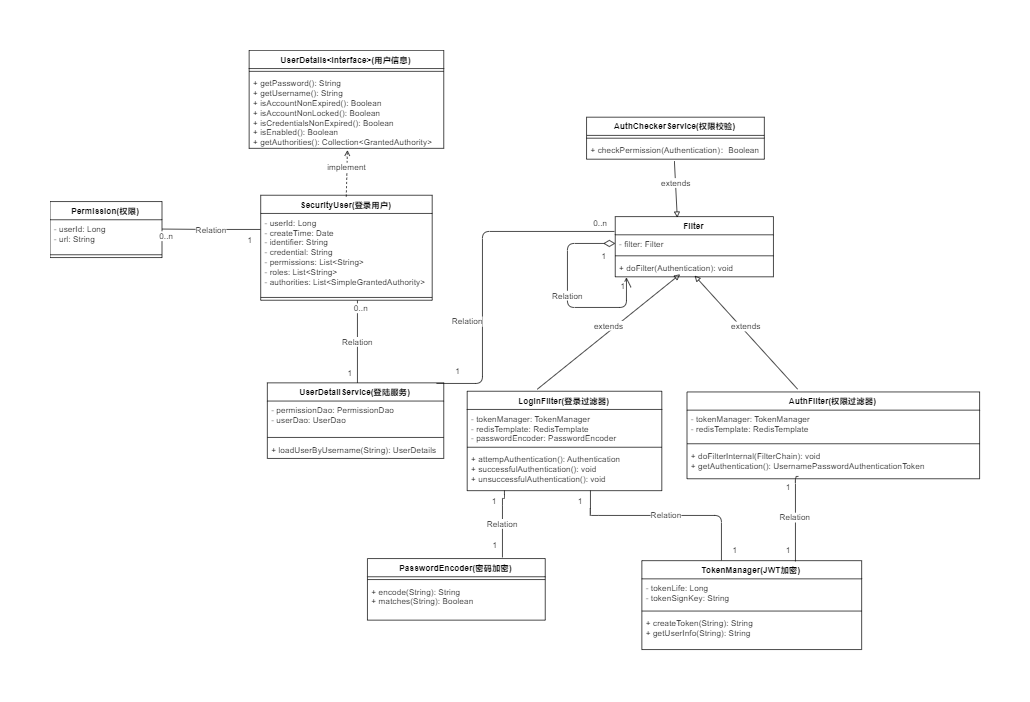 UserDetails<Interface>(用户信息)
+ getPassword(): String
+ getUsername(): String
+ isAccountNonExpired(): Boolean
+ isAccountNonLocked(): Boolean
+ isCredentialsNonExpired(): Boolean
+ isEnabled(): Boolean
+ getAuthorities(): Collection<GrantedAuthority>
implement
AuthCheckerService(权限校验)
+ checkPermission(Authentication): Boolean
extends
Permission(权限)
- userId: Long
- url: String
0..n
Relation
1
SecurityUser(登录用户)
- userId: Long
- createTime: Date
- identifier: String
- credential: String
- permissions: List<String>
- roles: List<String>
- authorities: List<SimpleGrantedAuthority>
0..n
Relation
1
0..n
Filter
- filter: Filter
+ doFilter(Authentication): void
1
1
Relation
Relation
1
extends
extends
UserDetailService(登陆服务)
- permissionDao: PermissionDao
- userDao: UserDao
+ loadUserByUsername(String): UserDetails
LoginFilter(登录过滤器)
- tokenManager: TokenManager
- redisTemplate: RedisTemplate
- passwordEncoder: PasswordEncoder
+ attempAuthentication(): Authentication
+ successfulAuthentication(): void
+ unsuccessfulAuthentication(): void
AuthFilter(权限过滤器)
- tokenManager: TokenManager
- redisTemplate: RedisTemplate
+ doFilterInternal(FilterChain): void
+ getAuthentication(): UsernamePasswordAuthenticationToken
1
Relation
1
1
Relation
1
1
Relation
1
PasswordEncoder(密码加密)
+ encode(String): String
+ matches(String): Boolean
TokenManager(JWT加密)
- tokenLife: Long
- tokenSignKey: String
+ createToken(String): String
+ getUserInfo(String): String